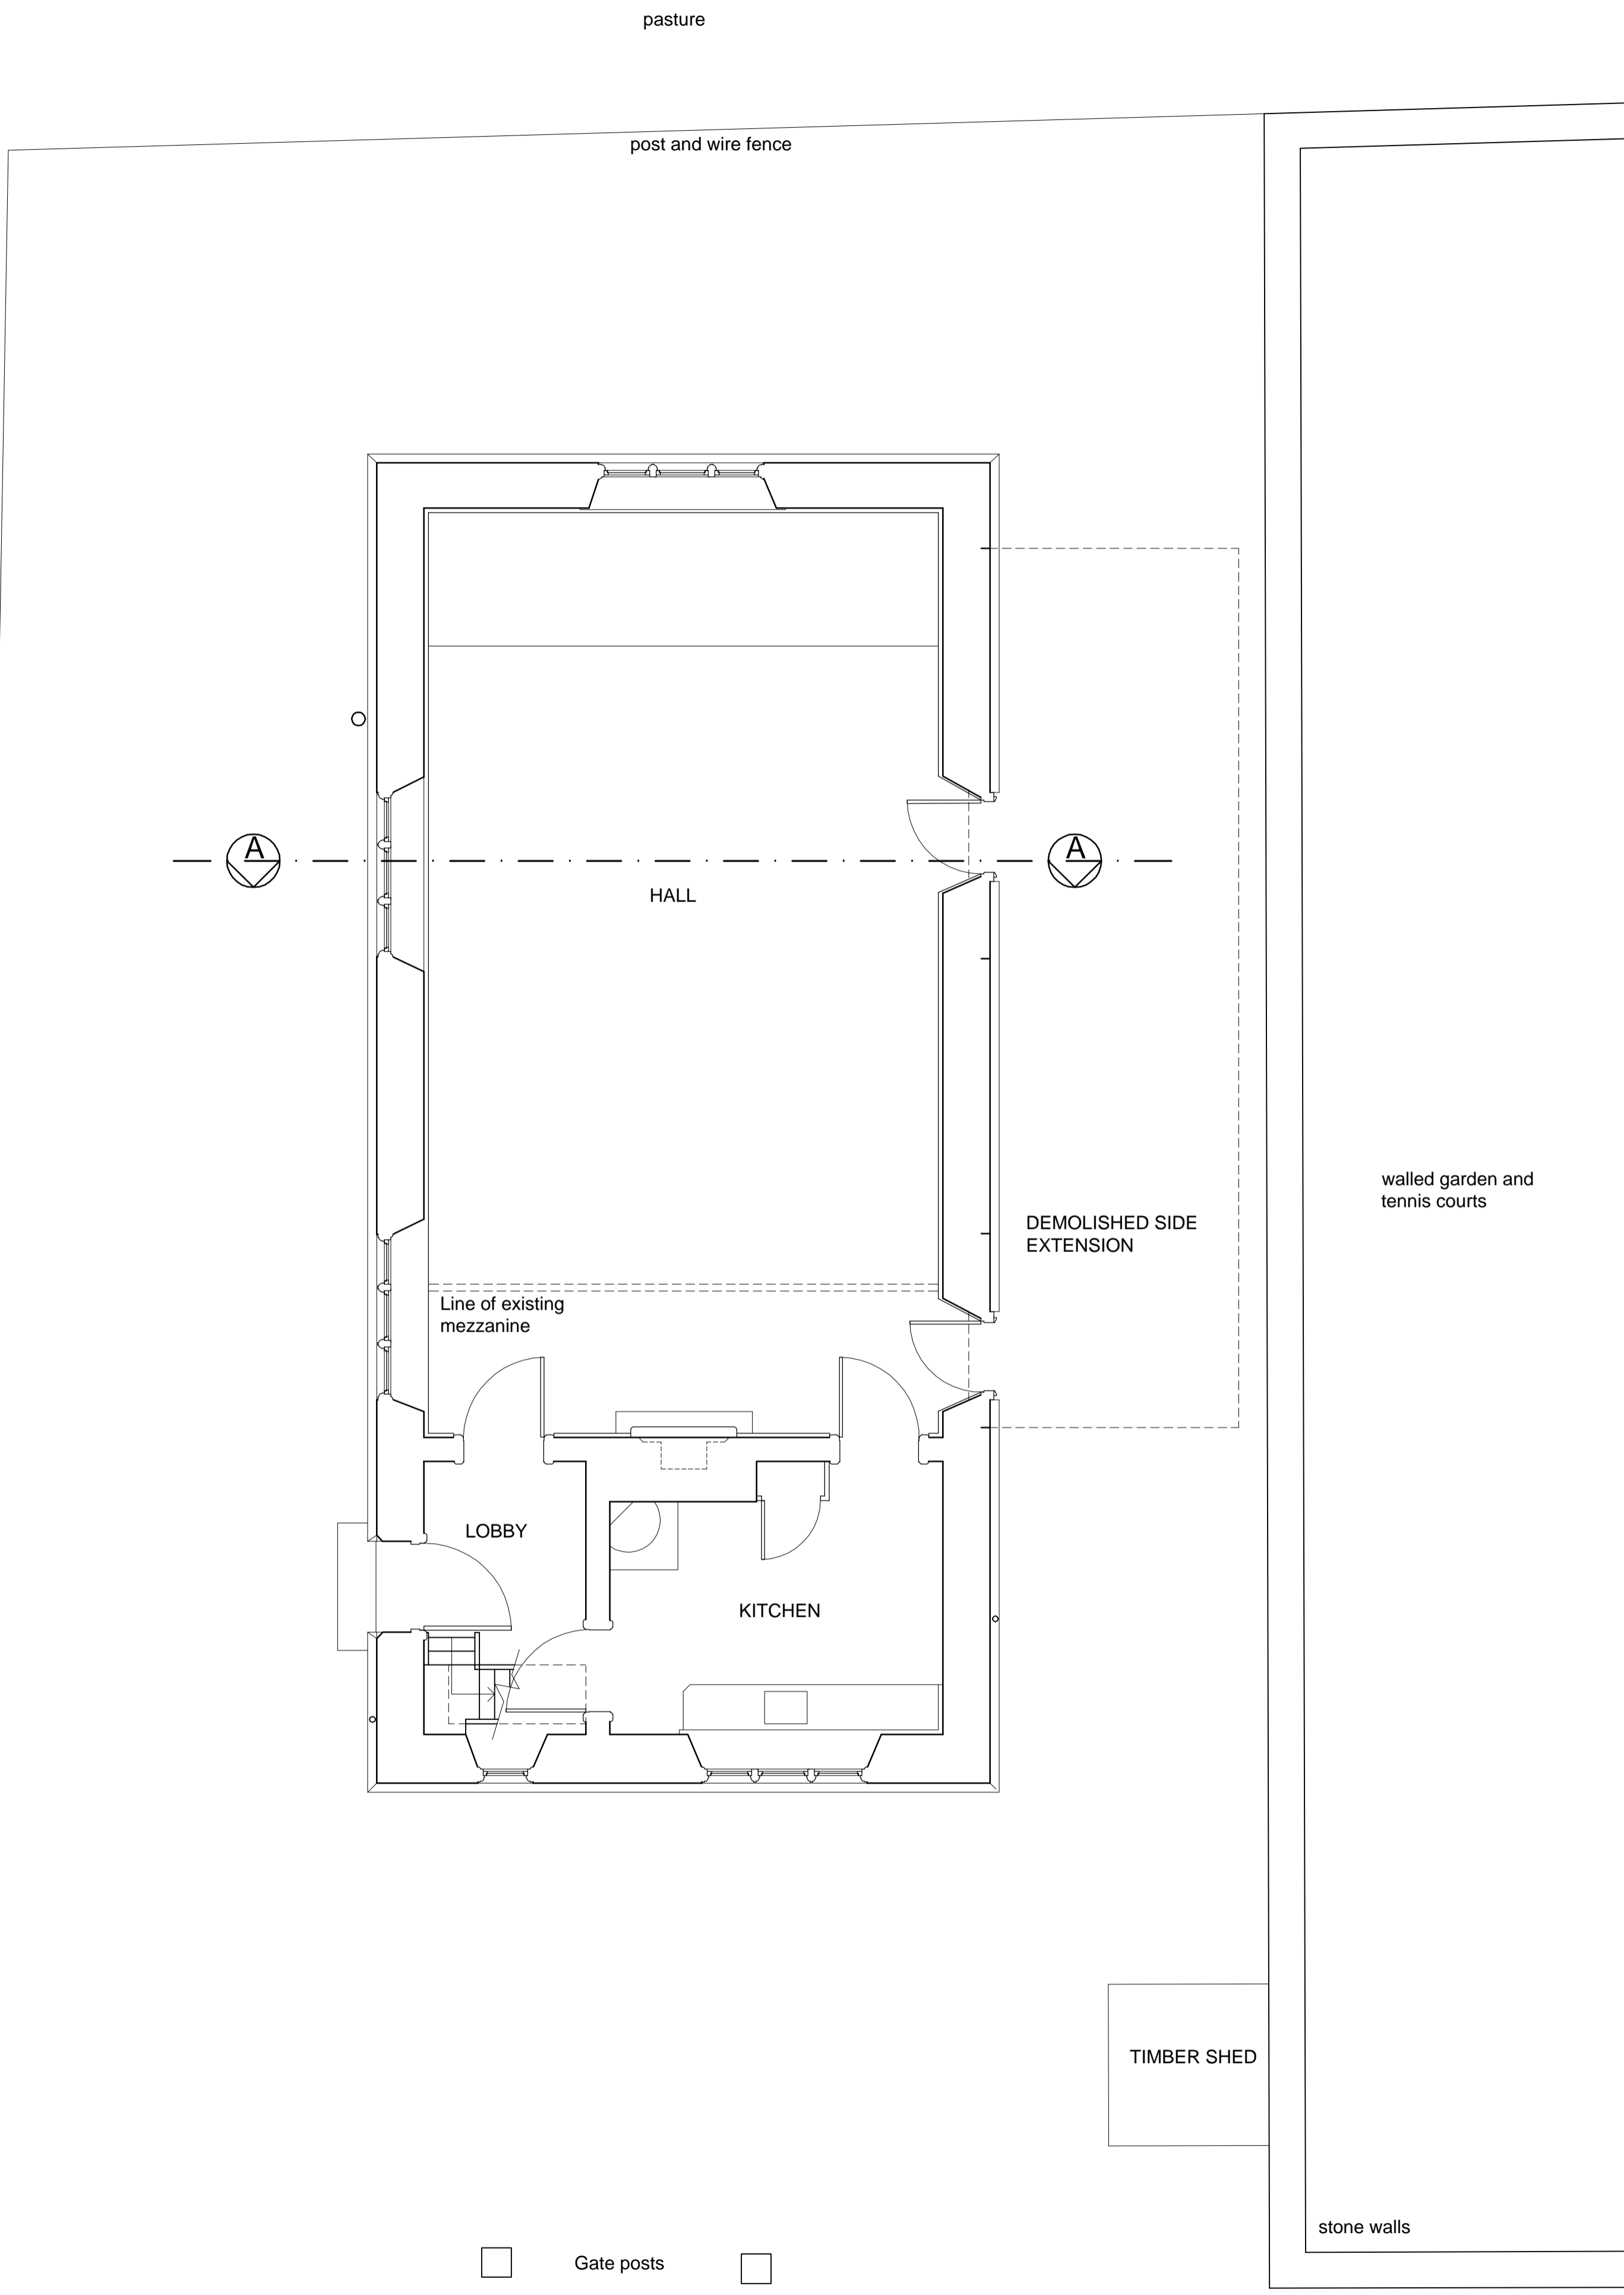 pasture
post and wire fence
A
A
HALL
walled garden and
tennis courts
DEMOLISHED SIDE
EXTENSION
Line of existing
mezzanine
LOBBY
KITCHEN
TIMBER SHED
stone walls
Gate posts